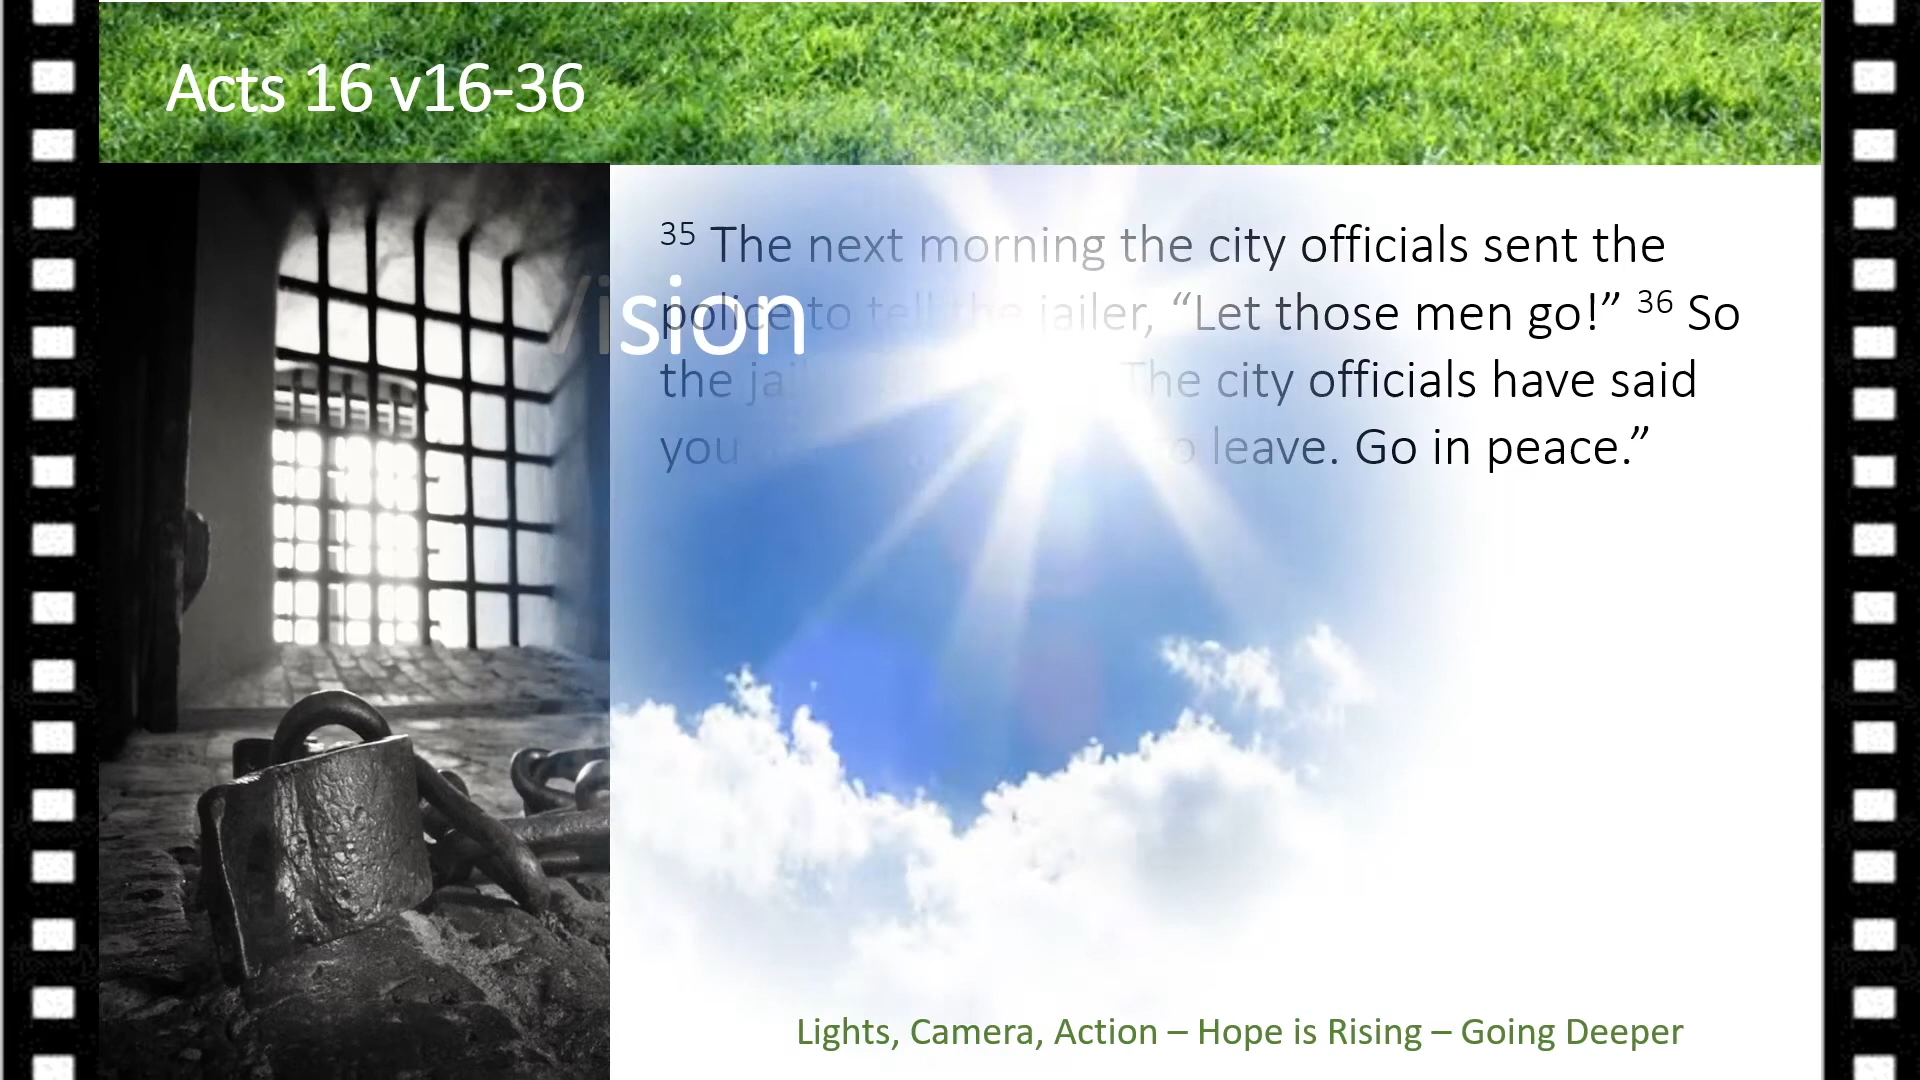 Acts 16 v16-36
35 The next morning the city officials sent the
Vision
police to tell the jailer, “Let those men go!” 36 So
the The city officials have said
you leave. Go in peace.”
Lights, Camera, Action – Hope is Rising – Going Deeper